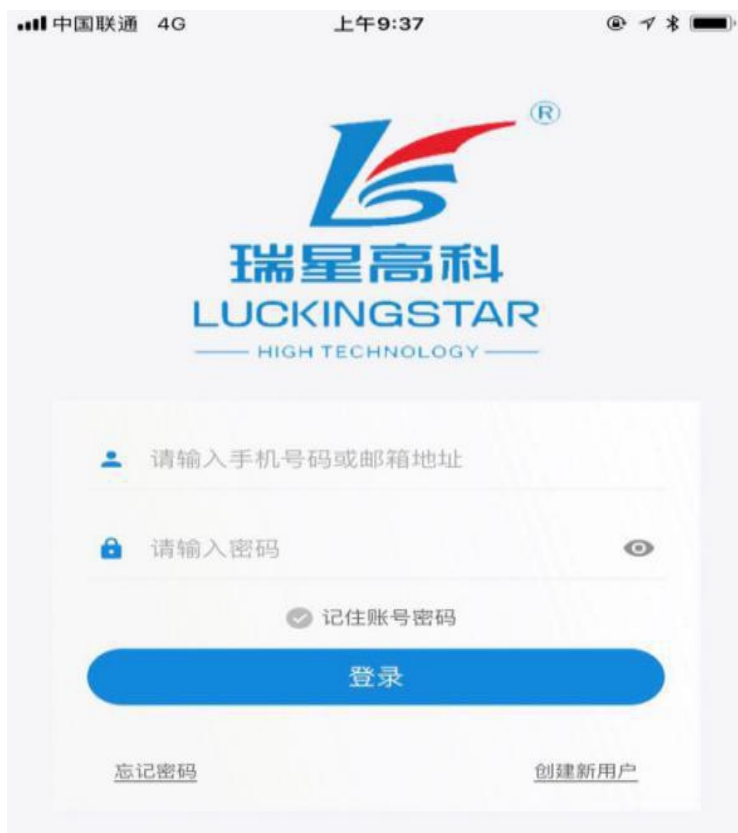 中国联通 4G 上午9:37
®
瑞星高科
LUCKINGSTAR
HIGH TECHNOLOGY
请输入手机号码或邮箱地址
请输入密码
记住账号密码
登录
忘记密码 创建新用户